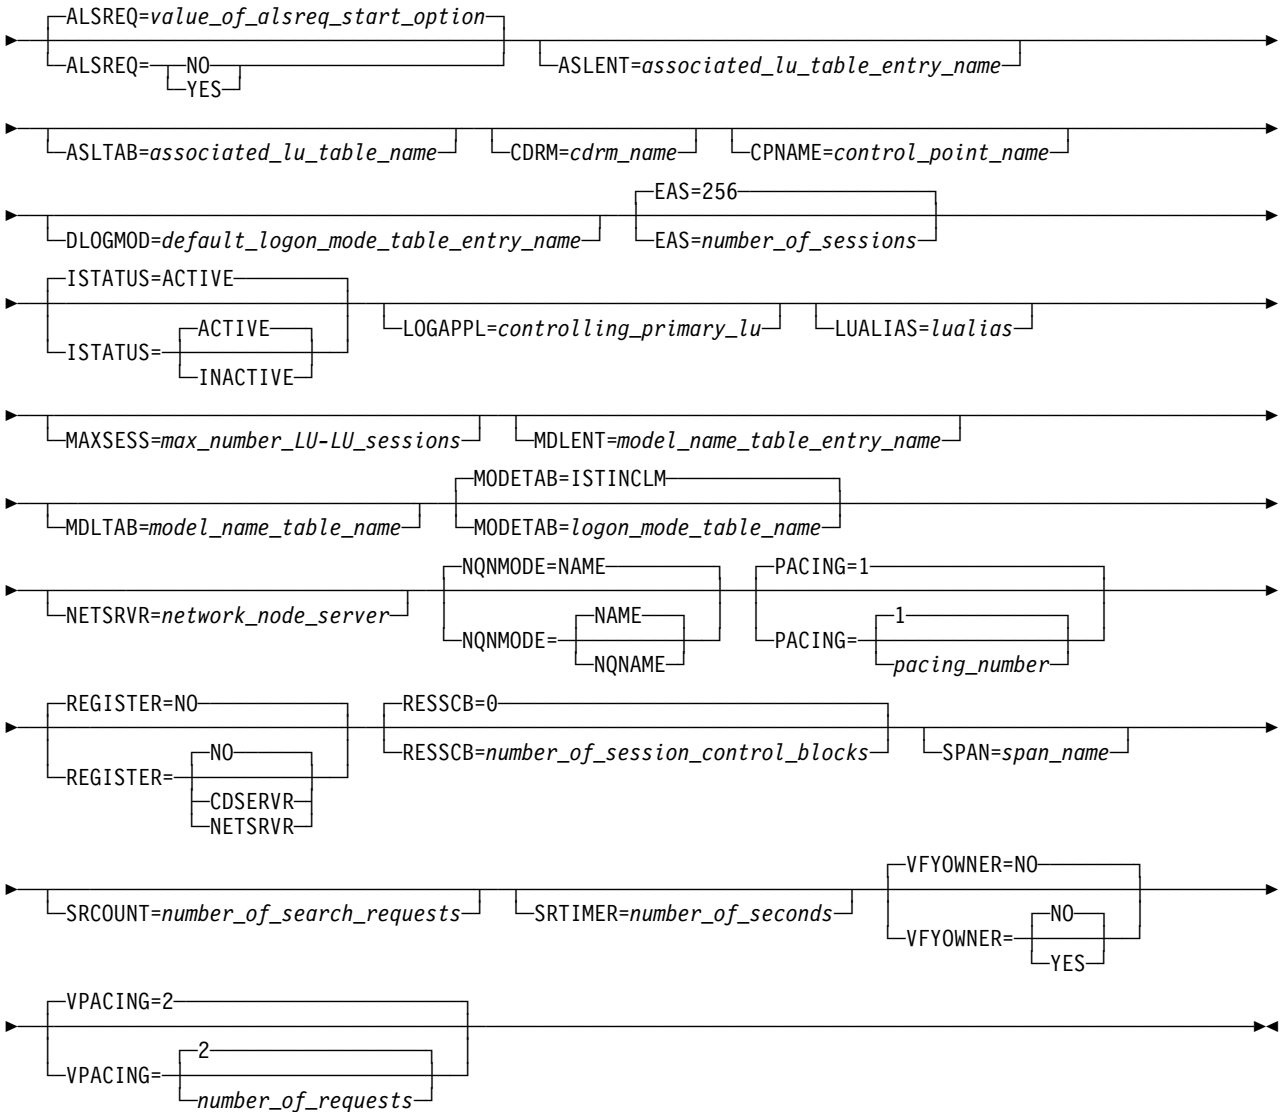 ALSREQ=value_of_alsreq_start_option
ALSREQ= NO
YES
ASLENT=associated_lu_table_entry_name
ASLTAB=associated_lu_table_name
CDRM=cdrm_name
CPNAME=control_point_name
DLOGMOD=default_logon_mode_table_entry_name
EAS=256
EAS=number_of_sessions
ISTATUS=ACTIVE
ISTATUS=
ACTIVE
INACTIVE
LOGAPPL=controlling_primary_lu
LUALIAS=lualias
MAXSESS=max_number_LU-LU_sessions
MDLENT=model_name_table_entry_name
MDLTAB=model_name_table_name
MODETAB=ISTINCLM
MODETAB=logon_mode_table_name
NETSRVR=network_node_server
NQNMODE=NAME
NQNMODE=
NAME
NQNAME
PACING=1
PACING=
1
pacing_number
REGISTER=NO
REGISTER=
NO
CDSERVR
NETSRVR
RESSCB=0
RESSCB=number_of_session_control_blocks
SPAN=span_name
SRCOUNT=number_of_search_requests
SRTIMER=number_of_seconds
VFYOWNER=NO
VFYOWNER=
NO
YES
VPACING=2
VPACING=
2
number_of_requests